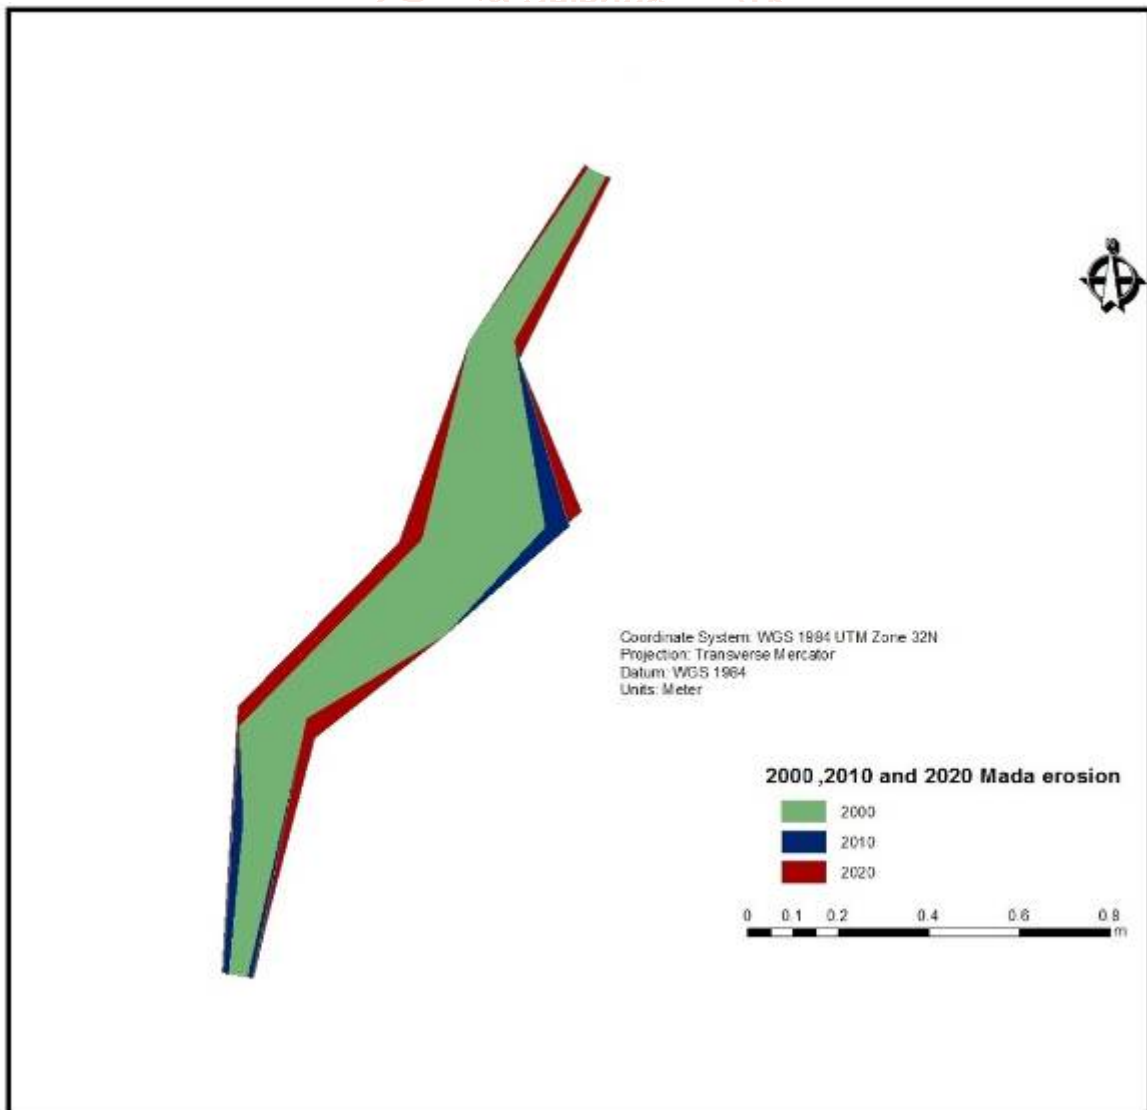 Coordinate System: WGS 1984 UTM Zone 32N
Projection: Transverse Mercator
Datum: WGS 1984
Units: Meter
2000 ,2010 and 2020 Mada erosion
2000
2010
2020
0 0.1 0.2 0.4 0.6 0.8
m